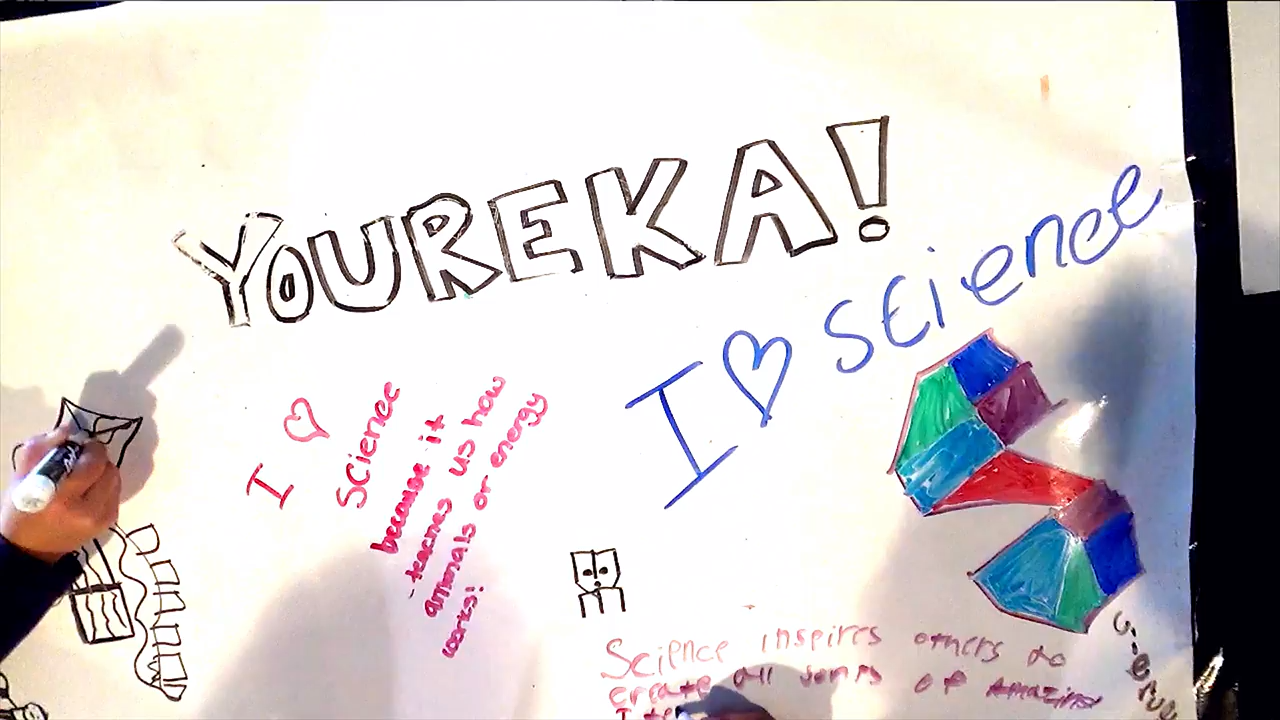 YOUREKA!
I ♡ science
I ♡
science
because it
teaches us how
animals or energy
works!
Science inspires others to
create all sorts of Amazing